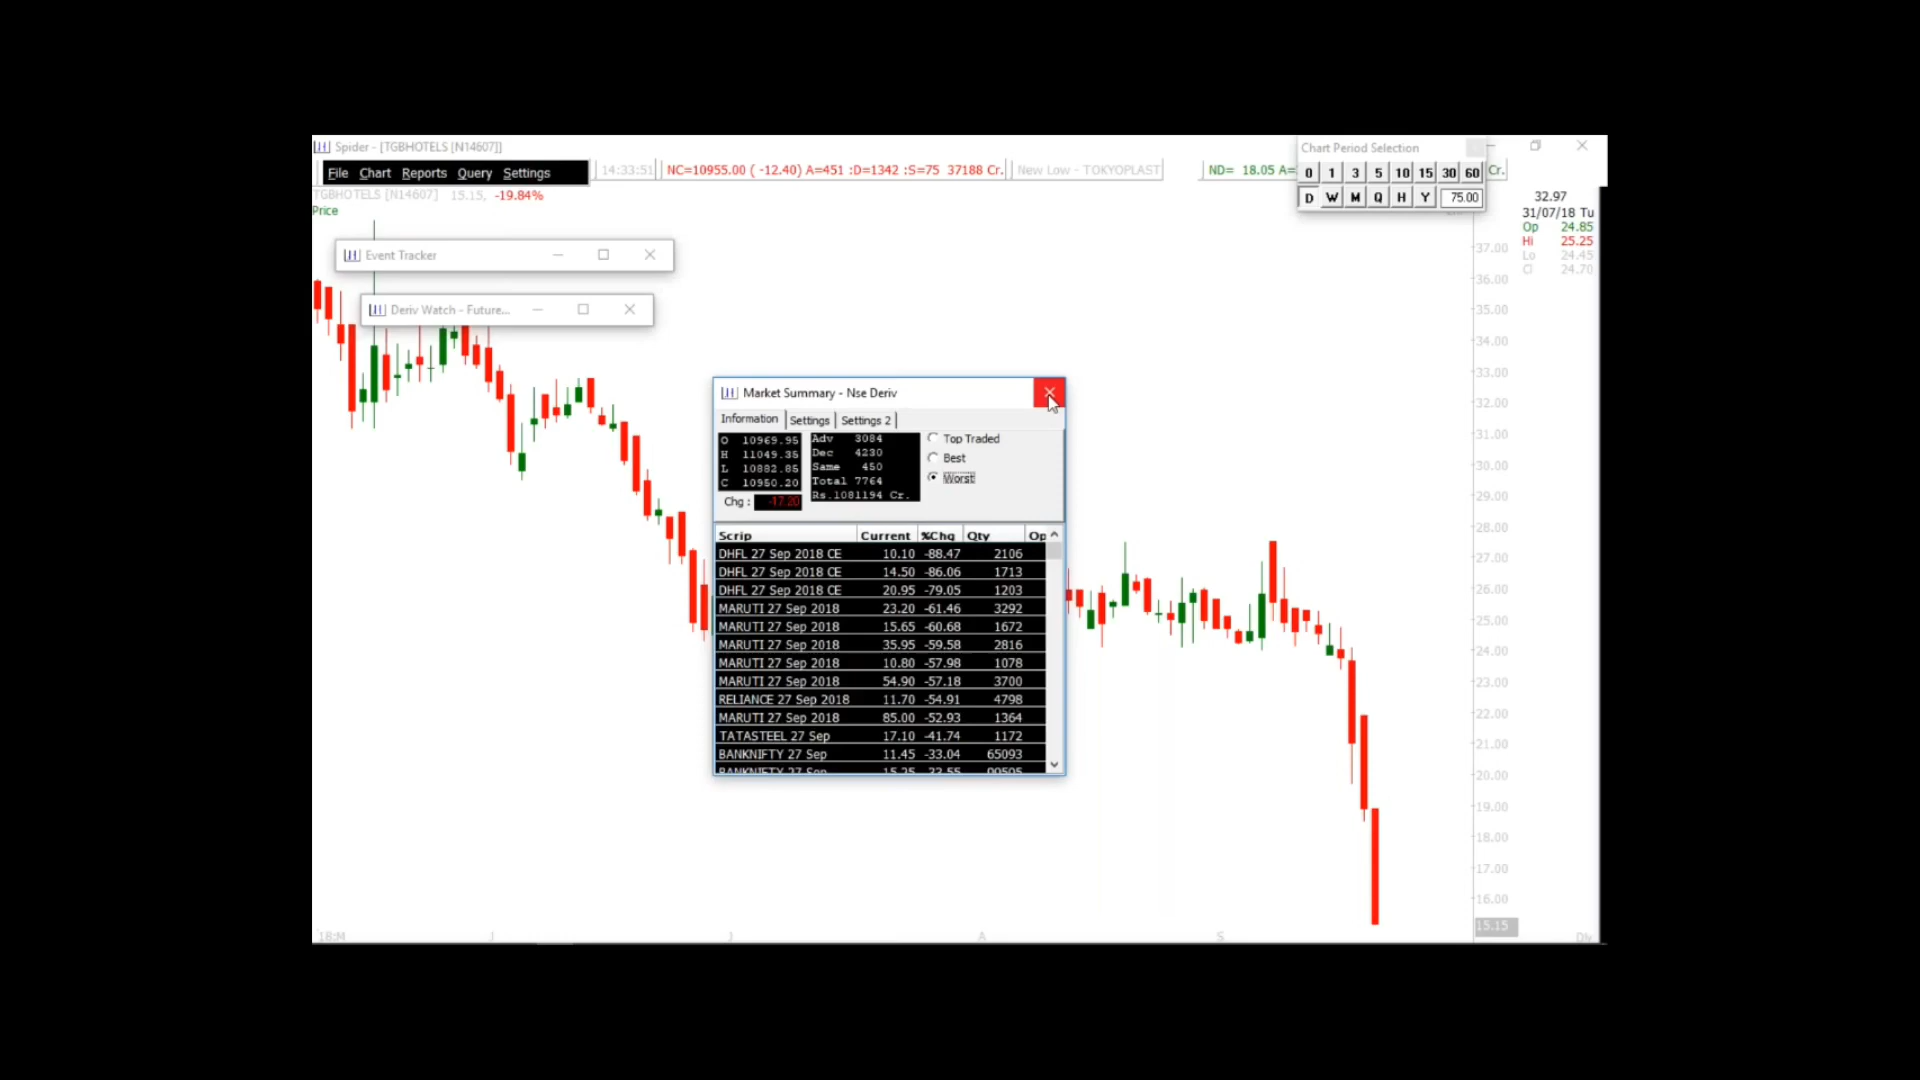 Spider - [TGBHOTELS [N14607]]
File Chart Reports Query Settings
14:33:51
NC=10955.00 ( -12.40) A=451 :D=1342 :S=75 37188 Cr.
New Low - TOKYOPLAST
ND= 18.05 A=
Cr.
Chart Period Selection
0 1 3 5 10 15 30 60
D W M Q H Y 75.00
TGBHOTELS [N14607] 15.15, -19.84%
Price
32.97
31/07/18 Tu
Op 24.85
Hi 25.25
Lo 24.45
Cl 24.70
Event Tracker
Deriv Watch - Future...
Market Summary - Nse Deriv
Information Settings Settings 2
O 10969.95
H 11049.35
L 10882.85
C 10950.20
Chg : -17.20
Adv 3084
Dec 4230
Same 450
Total 7764
Rs.1081194 Cr.
Top Traded
Best
Worst
Scrip Current %Chg Qty Op
DHFL 27 Sep 2018 CE 10.10 -88.47 2106
DHFL 27 Sep 2018 CE 14.50 -86.06 1713
DHFL 27 Sep 2018 CE 20.95 -79.05 1203
MARUTI 27 Sep 2018 23.20 -61.46 3292
MARUTI 27 Sep 2018 15.65 -60.68 1672
MARUTI 27 Sep 2018 35.95 -59.58 2816
MARUTI 27 Sep 2018 10.80 -57.98 1078
MARUTI 27 Sep 2018 54.90 -57.18 3700
RELIANCE 27 Sep 2018 11.70 -54.91 4798
MARUTI 27 Sep 2018 85.00 -52.93 1364
TATASTEEL 27 Sep 17.10 -41.74 1172
BANKNIFTY 27 Sep 11.45 -33.04 65093
BANKNIFTY 27 Sep
37.00
36.00
35.00
34.00
33.00
32.00
31.00
30.00
29.00
28.00
27.00
26.00
25.00
24.00
23.00
22.00
21.00
20.00
19.00
18.00
17.00
16.00
15.15
18:M J J A S Dly